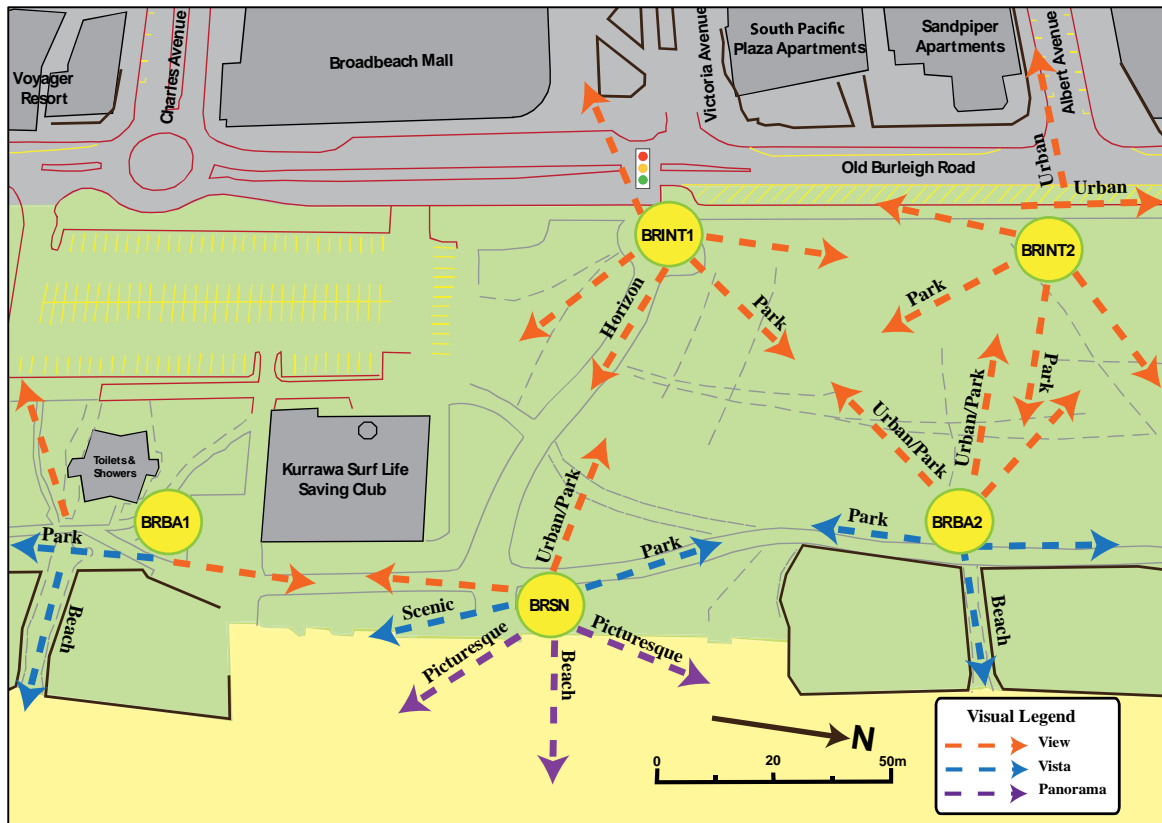 Voyager
Resort
Charles Avenue
Broadbeach Mall
Victoria Avenue
South Pacific
Plaza Apartments
Sandpiper
Apartments
Albert Avenue
Old Burleigh Road
Urban
Urban
BRINT1
BRINT2
Horizon
Park
Park
Park
Urban/Park
Urban/Park
Toilets &
Showers
Kurrawa Surf Life
Saving Club
BRBA1
Park
Urban/Park
Park
Park
BRBA2
BRSN
Scenic
Picturesque
Beach
Picturesque
Beach
Beach
N
0 20 50m
Visual Legend
View
Vista
Panorama